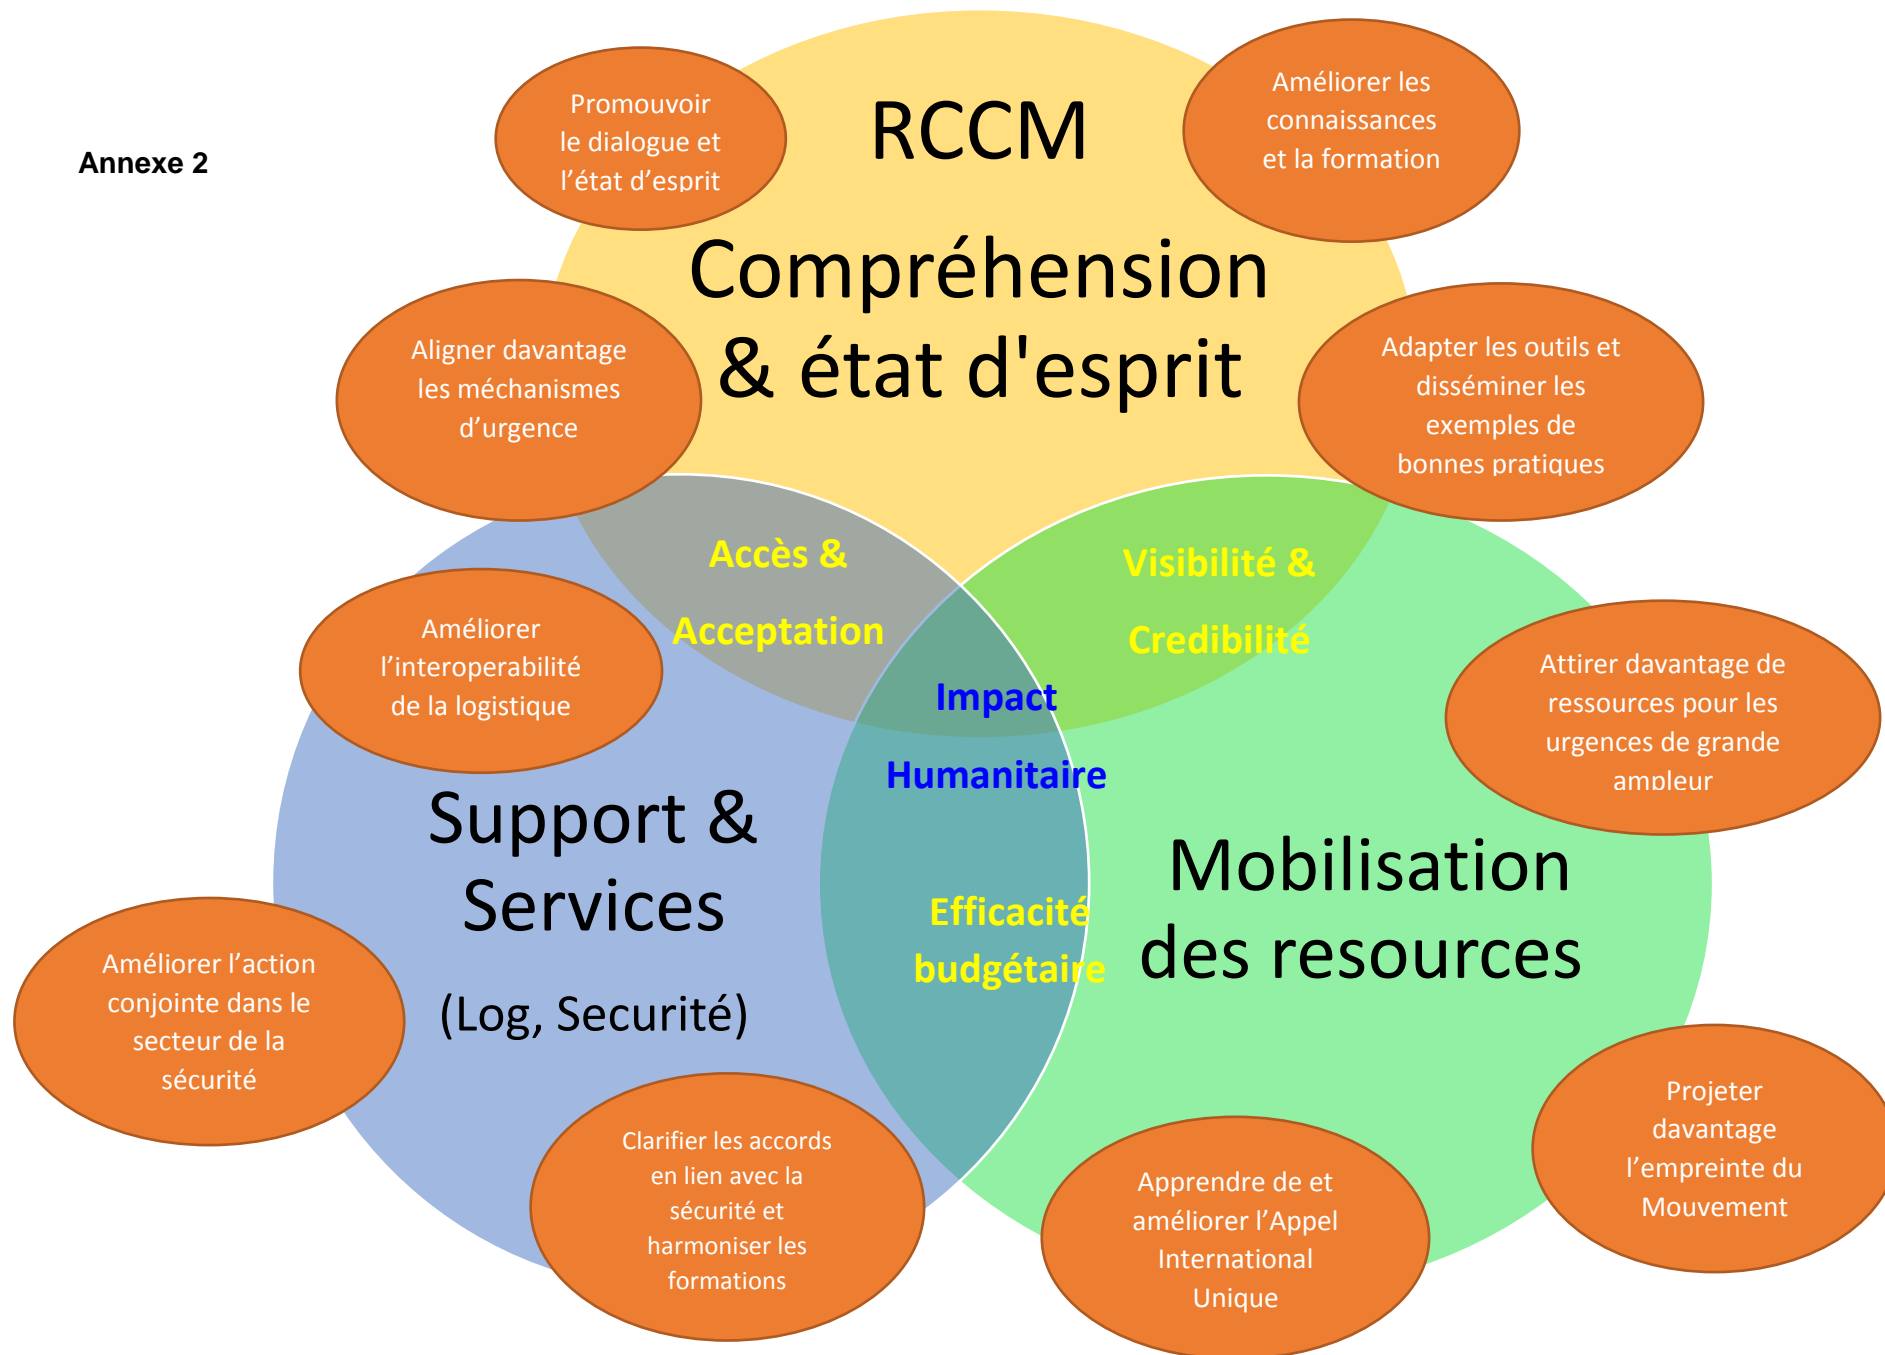 Annexe 2
RCCM
Compréhension
& état d'esprit
Promouvoir
le dialogue et
l'état d'esprit
Améliorer les
connaissances
et la formation
Aligner davantage
les méchanismes
d'urgence
Adapter les outils et
disséminer les
exemples de
bonnes pratiques
Accès &
Acceptation
Visibilité &
Credibilité
Améliorer
l'interoperabilité
de la logistique
Impact
Humanitaire
Attirer davantage de
ressources pour les
urgences de grande
ampleur
Support &
Services
(Log, Securité)
Efficacité
budgétaire
Mobilisation
des resources
Améliorer l'action
conjointe dans le
secteur de la
sécurité
Clarifier les accords
en lien avec la
sécurité et
harmoniser les
formations
Apprendre de et
améliorer l'Appel
International
Unique
Projeter
davantage
l'empreinte du
Mouvement